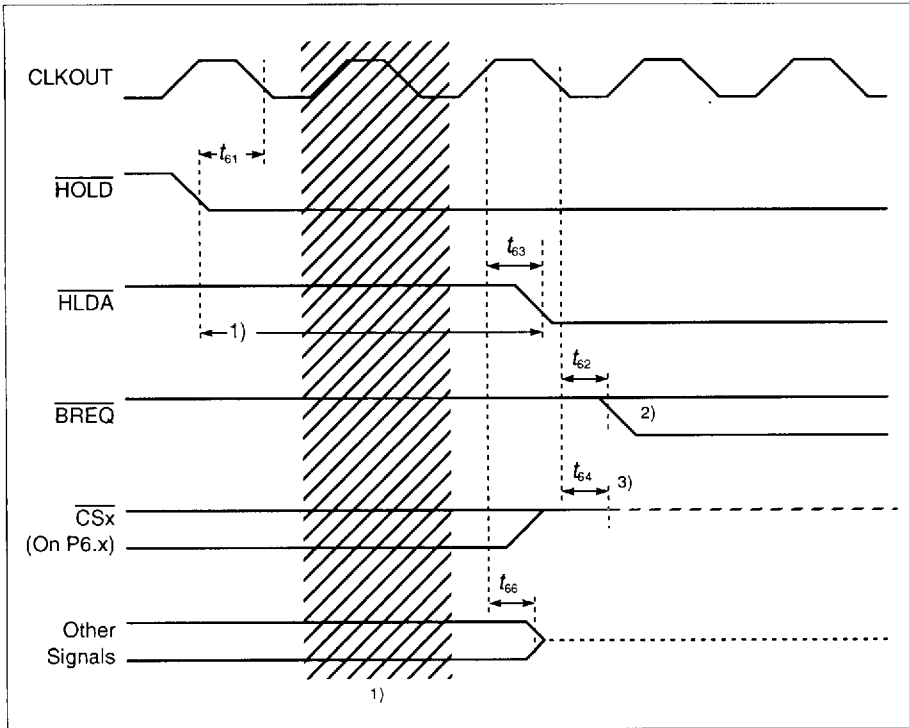 CLKOUT
t61
HOLD
t63
HLDA
1)
t62
BREQ
2)
t64
3)
CSx
(On P6.x)
t66
Other
Signals
1)